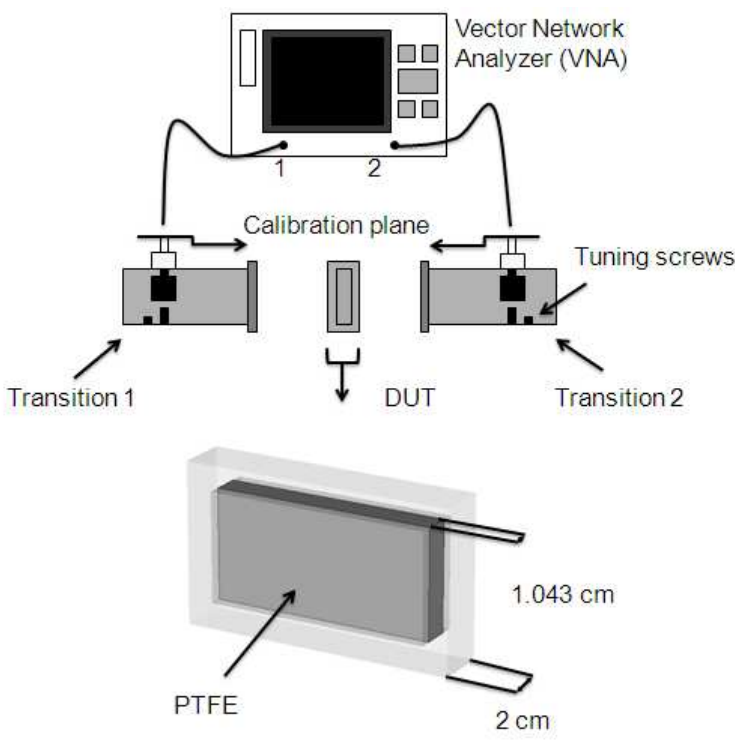 Vector Network
Analyzer (VNA)
1
2
Calibration plane
Tuning screws
Transition 1
DUT
Transition 2
1.043 cm
PTFE
2 cm